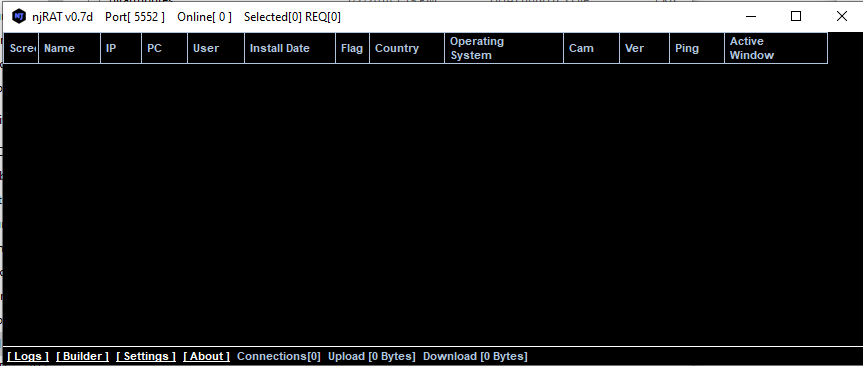 njRAT v0.7d Port[ 5552 ] Online[ 0 ] Selected[0] REQ[0]
Scree Name IP PC User Install Date Flag Country Operating System Cam Ver Ping Active Window
[ Logs ] [ Builder ] [ Settings ] [ About ] Connections[0] Upload [0 Bytes] Download [0 Bytes]